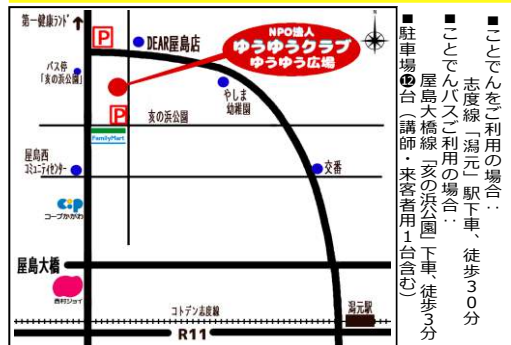 第一健康ランド
P
DEAR屋島店
NPO法人
ゆうゆうクラブ
ゆうゆう広場
バス停
「亥の浜公園」
やしま
幼稚園
P
亥の浜公園
FamilyMart
屋島西
コミュニティセンター
交番
コープかがわ
屋島大橋
西村ジョイ
コトデン志度線
潟元駅
R11
■ことでんをご利用の場合：
志度線「潟元」駅下車、徒歩３０分
■ことでんバスご利用の場合：
屋島大橋線「亥の浜公園」下車、徒歩３分
■駐車場⓬台（講師・来客者用１台含む）